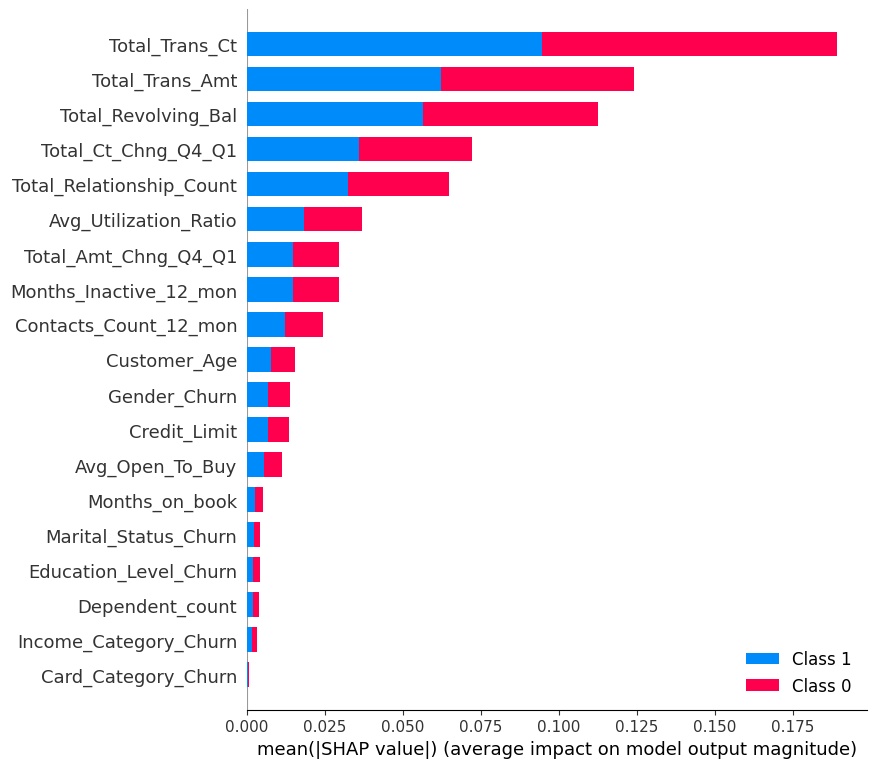 Total_Trans_Ct
Total_Trans_Amt
Total_Revolving_Bal
Total_Ct_Chng_Q4_Q1
Total_Relationship_Count
Avg_Utilization_Ratio
Total_Amt_Chng_Q4_Q1
Months_Inactive_12_mon
Contacts_Count_12_mon
Customer_Age
Gender_Churn
Credit_Limit
Avg_Open_To_Buy
Months_on_book
Marital_Status_Churn
Education_Level_Churn
Dependent_count
Income_Category_Churn
Card_Category_Churn
Class 1
Class 0
0.000 0.025 0.050 0.075 0.100 0.125 0.150 0.175
mean(|SHAP value|) (average impact on model output magnitude)